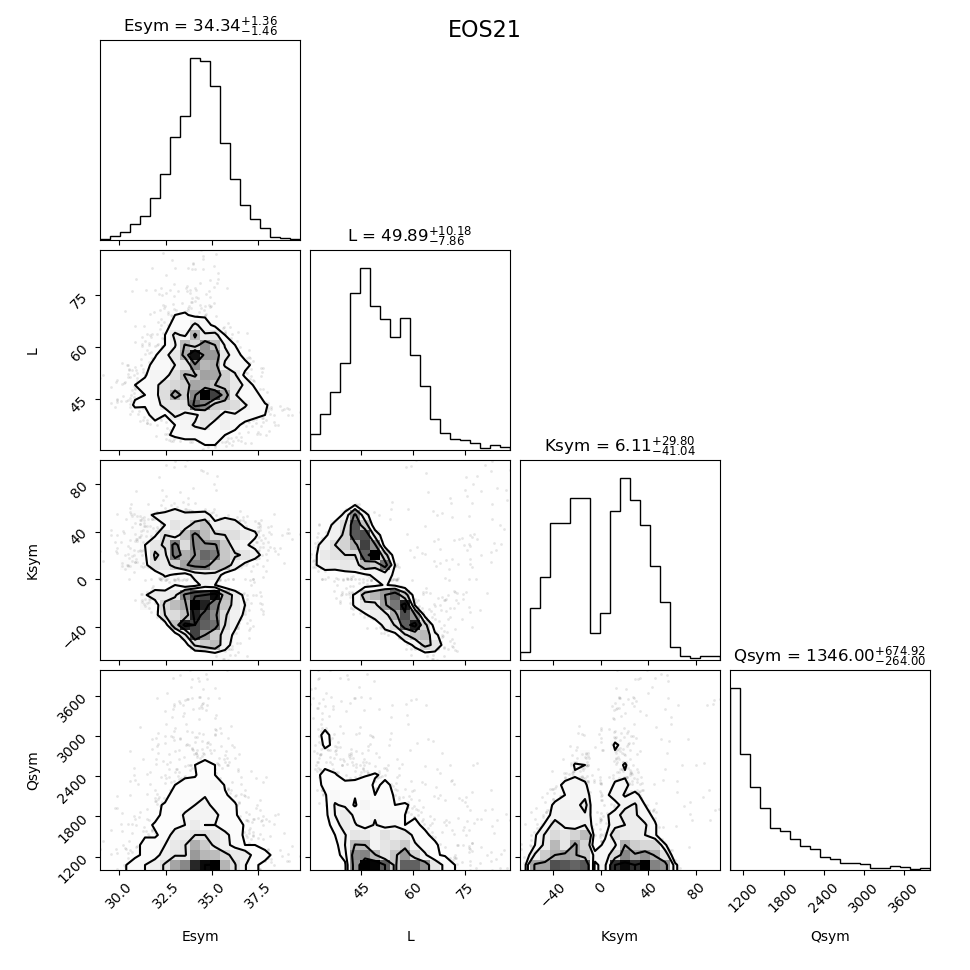 EOS21
Esym = 34.34+1.36 −1.46
L = 49.89+10.18 −7.86
75
60
45
L
Ksym = 6.11+29.80 −41.04
80
40
0
−40
Ksym
Qsym = 1346.00+674.92 −264.00
3600
3000
2400
1800
1200
Qsym
30.0 32.5 35.0 37.5
45 60 75
−40 0 40 80
1200 1800 2400 3000 3600
Esym L Ksym Qsym